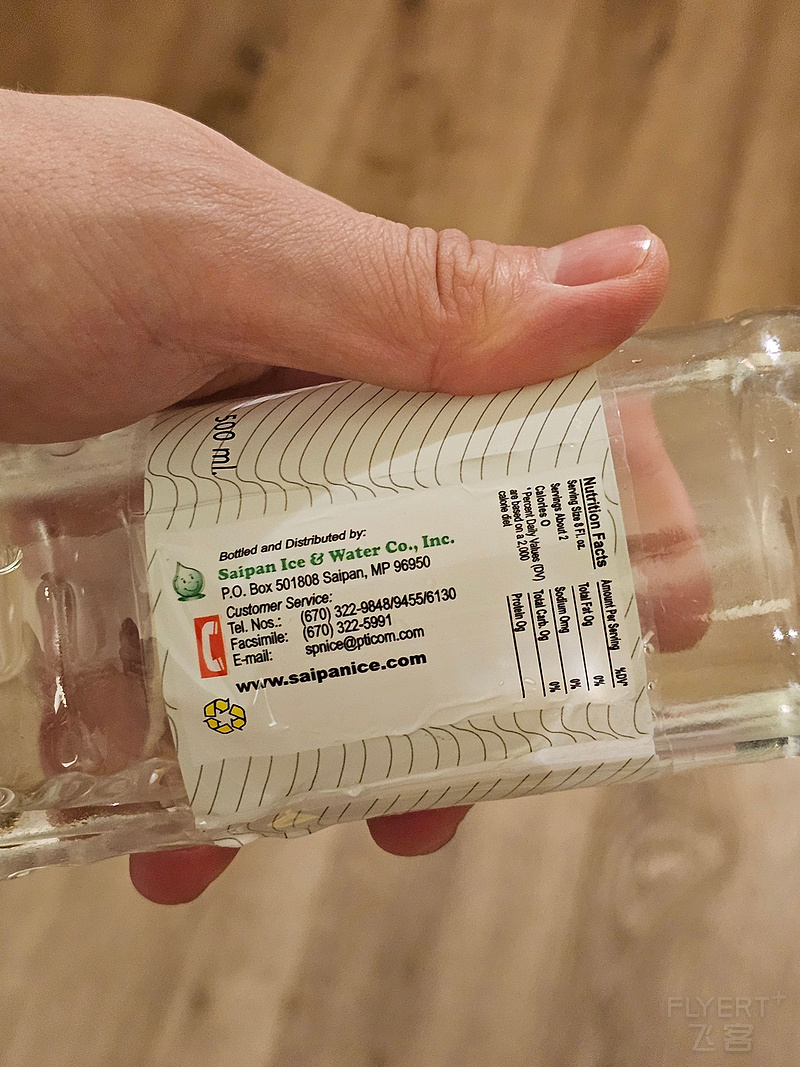 500 ml.
Bottled and Distributed by:
Saipan Ice & Water Co., Inc.
P.O. Box 501808 Saipan, MP 96950
Customer Service:
Tel. Nos.: (670) 322-9848/9455/6130
Facsimile: (670) 322-5991
E-mail: spnice@pticom.com
www.saipanice.com
Nutrition Facts
Serving Size 8 Fl. oz.
Servings About 2
Calories 0
*Percent Daily Values (DV)
are based on a 2,000
calorie diet.
Amount Per Serving %DV*
Total Fat 0g 0%
Sodium 0mg 0%
Total Carb. 0g 0%
Protein 0g
FLYERT+
飞客